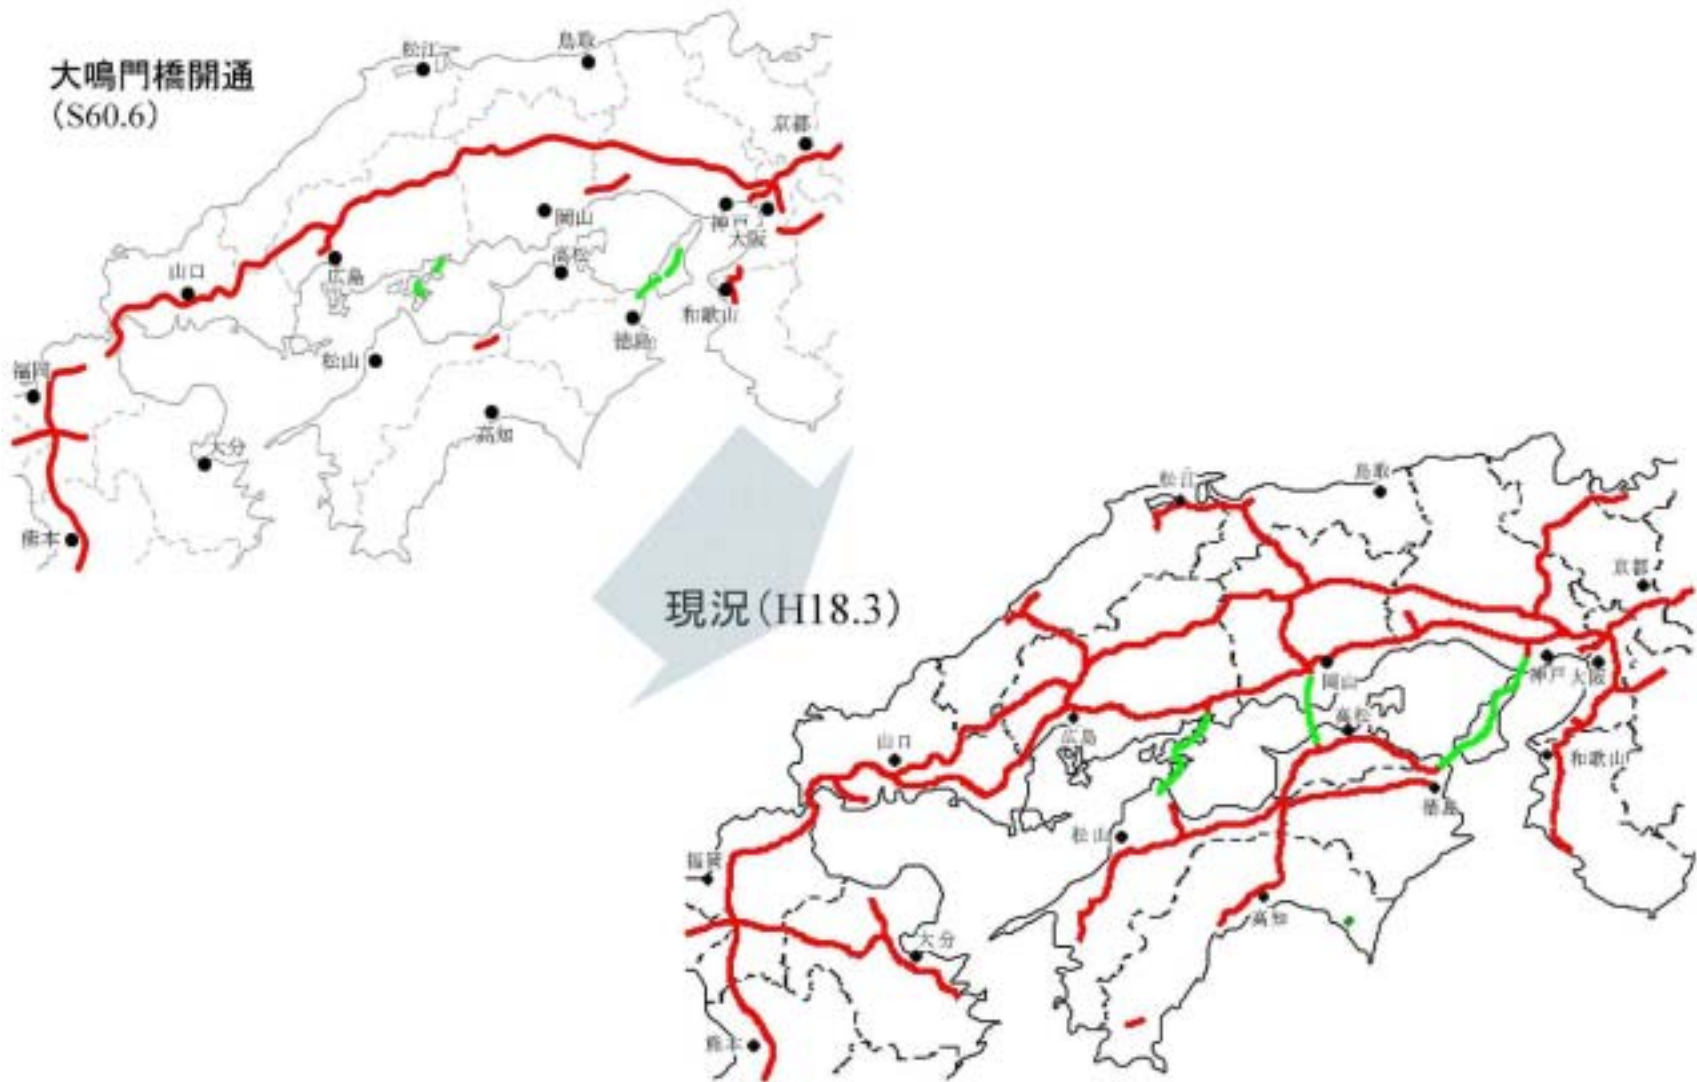 大鳴門橋開通
(S60.6)
松江
鳥取
京都
岡山
神戸
大阪
高松
広島
山口
和歌山
徳島
松山
福岡
高知
大分
熊本
現況(H18.3)
松江
鳥取
京都
岡山
神戸
大阪
高松
広島
山口
和歌山
徳島
松山
福岡
高知
大分
熊本